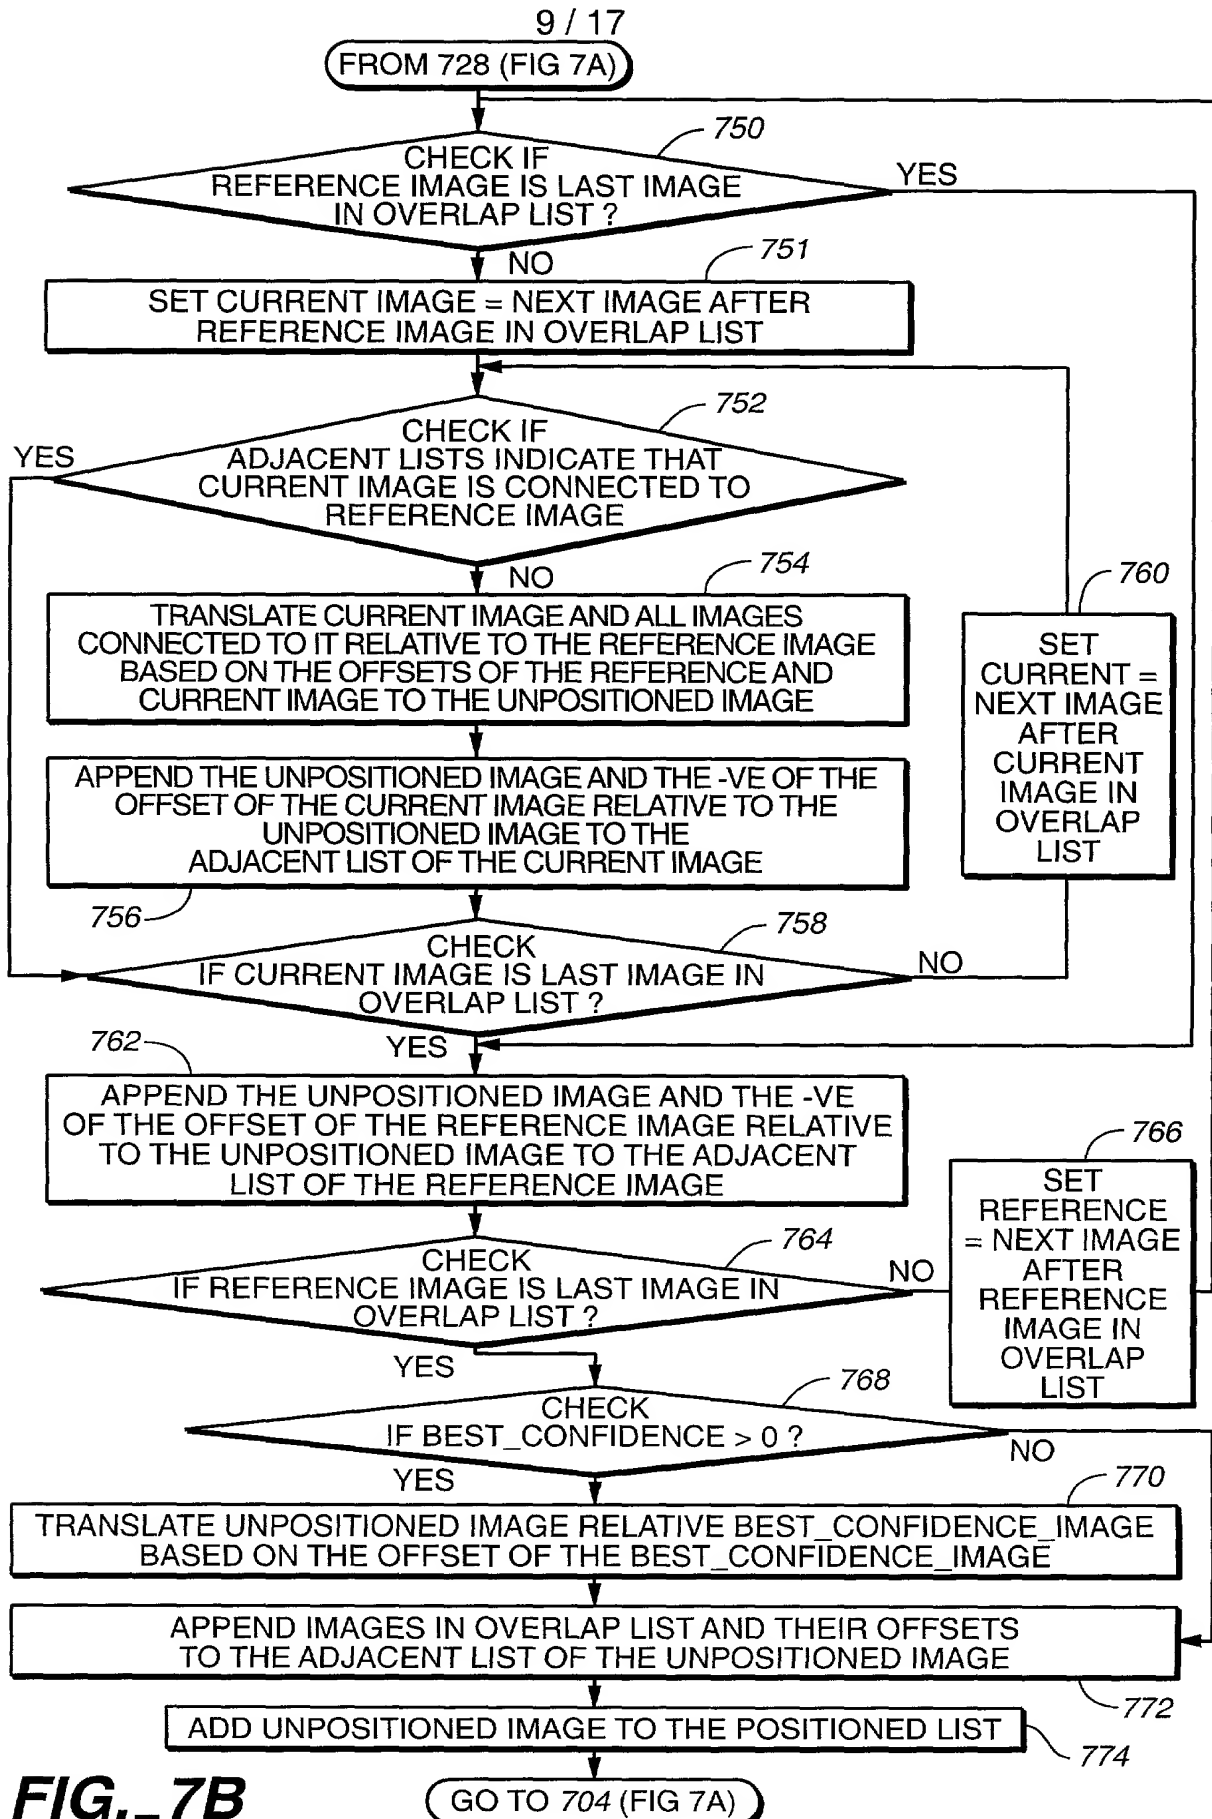 9 / 17
FROM 728 (FIG 7A)
750
CHECK IF
REFERENCE IMAGE IS LAST IMAGE
IN OVERLAP LIST ?
YES
NO
751
SET CURRENT IMAGE = NEXT IMAGE AFTER
REFERENCE IMAGE IN OVERLAP LIST
752
CHECK IF
ADJACENT LISTS INDICATE THAT
CURRENT IMAGE IS CONNECTED TO
REFERENCE IMAGE
YES
NO
754
TRANSLATE CURRENT IMAGE AND ALL IMAGES
CONNECTED TO IT RELATIVE TO THE REFERENCE IMAGE
BASED ON THE OFFSETS OF THE REFERENCE AND
CURRENT IMAGE TO THE UNPOSITIONED IMAGE
760
SET
CURRENT =
NEXT IMAGE
AFTER
CURRENT
IMAGE IN
OVERLAP
LIST
APPEND THE UNPOSITIONED IMAGE AND THE -VE OF THE
OFFSET OF THE CURRENT IMAGE RELATIVE TO THE
UNPOSITIONED IMAGE TO THE
ADJACENT LIST OF THE CURRENT IMAGE
756
758
CHECK
IF CURRENT IMAGE IS LAST IMAGE IN
OVERLAP LIST ?
NO
YES
762
APPEND THE UNPOSITIONED IMAGE AND THE -VE
OF THE OFFSET OF THE REFERENCE IMAGE RELATIVE
TO THE UNPOSITIONED IMAGE TO THE ADJACENT
LIST OF THE REFERENCE IMAGE
764
CHECK
IF REFERENCE IMAGE IS LAST IMAGE IN
OVERLAP LIST ?
NO
766
SET
REFERENCE
= NEXT IMAGE
AFTER
REFERENCE
IMAGE IN
OVERLAP
LIST
YES
768
CHECK
IF BEST_CONFIDENCE > 0 ?
NO
YES
770
TRANSLATE UNPOSITIONED IMAGE RELATIVE BEST_CONFIDENCE_IMAGE
BASED ON THE OFFSET OF THE BEST_CONFIDENCE_IMAGE
APPEND IMAGES IN OVERLAP LIST AND THEIR OFFSETS
TO THE ADJACENT LIST OF THE UNPOSITIONED IMAGE
772
ADD UNPOSITIONED IMAGE TO THE POSITIONED LIST
774
GO TO 704 (FIG 7A)
FIG._7B